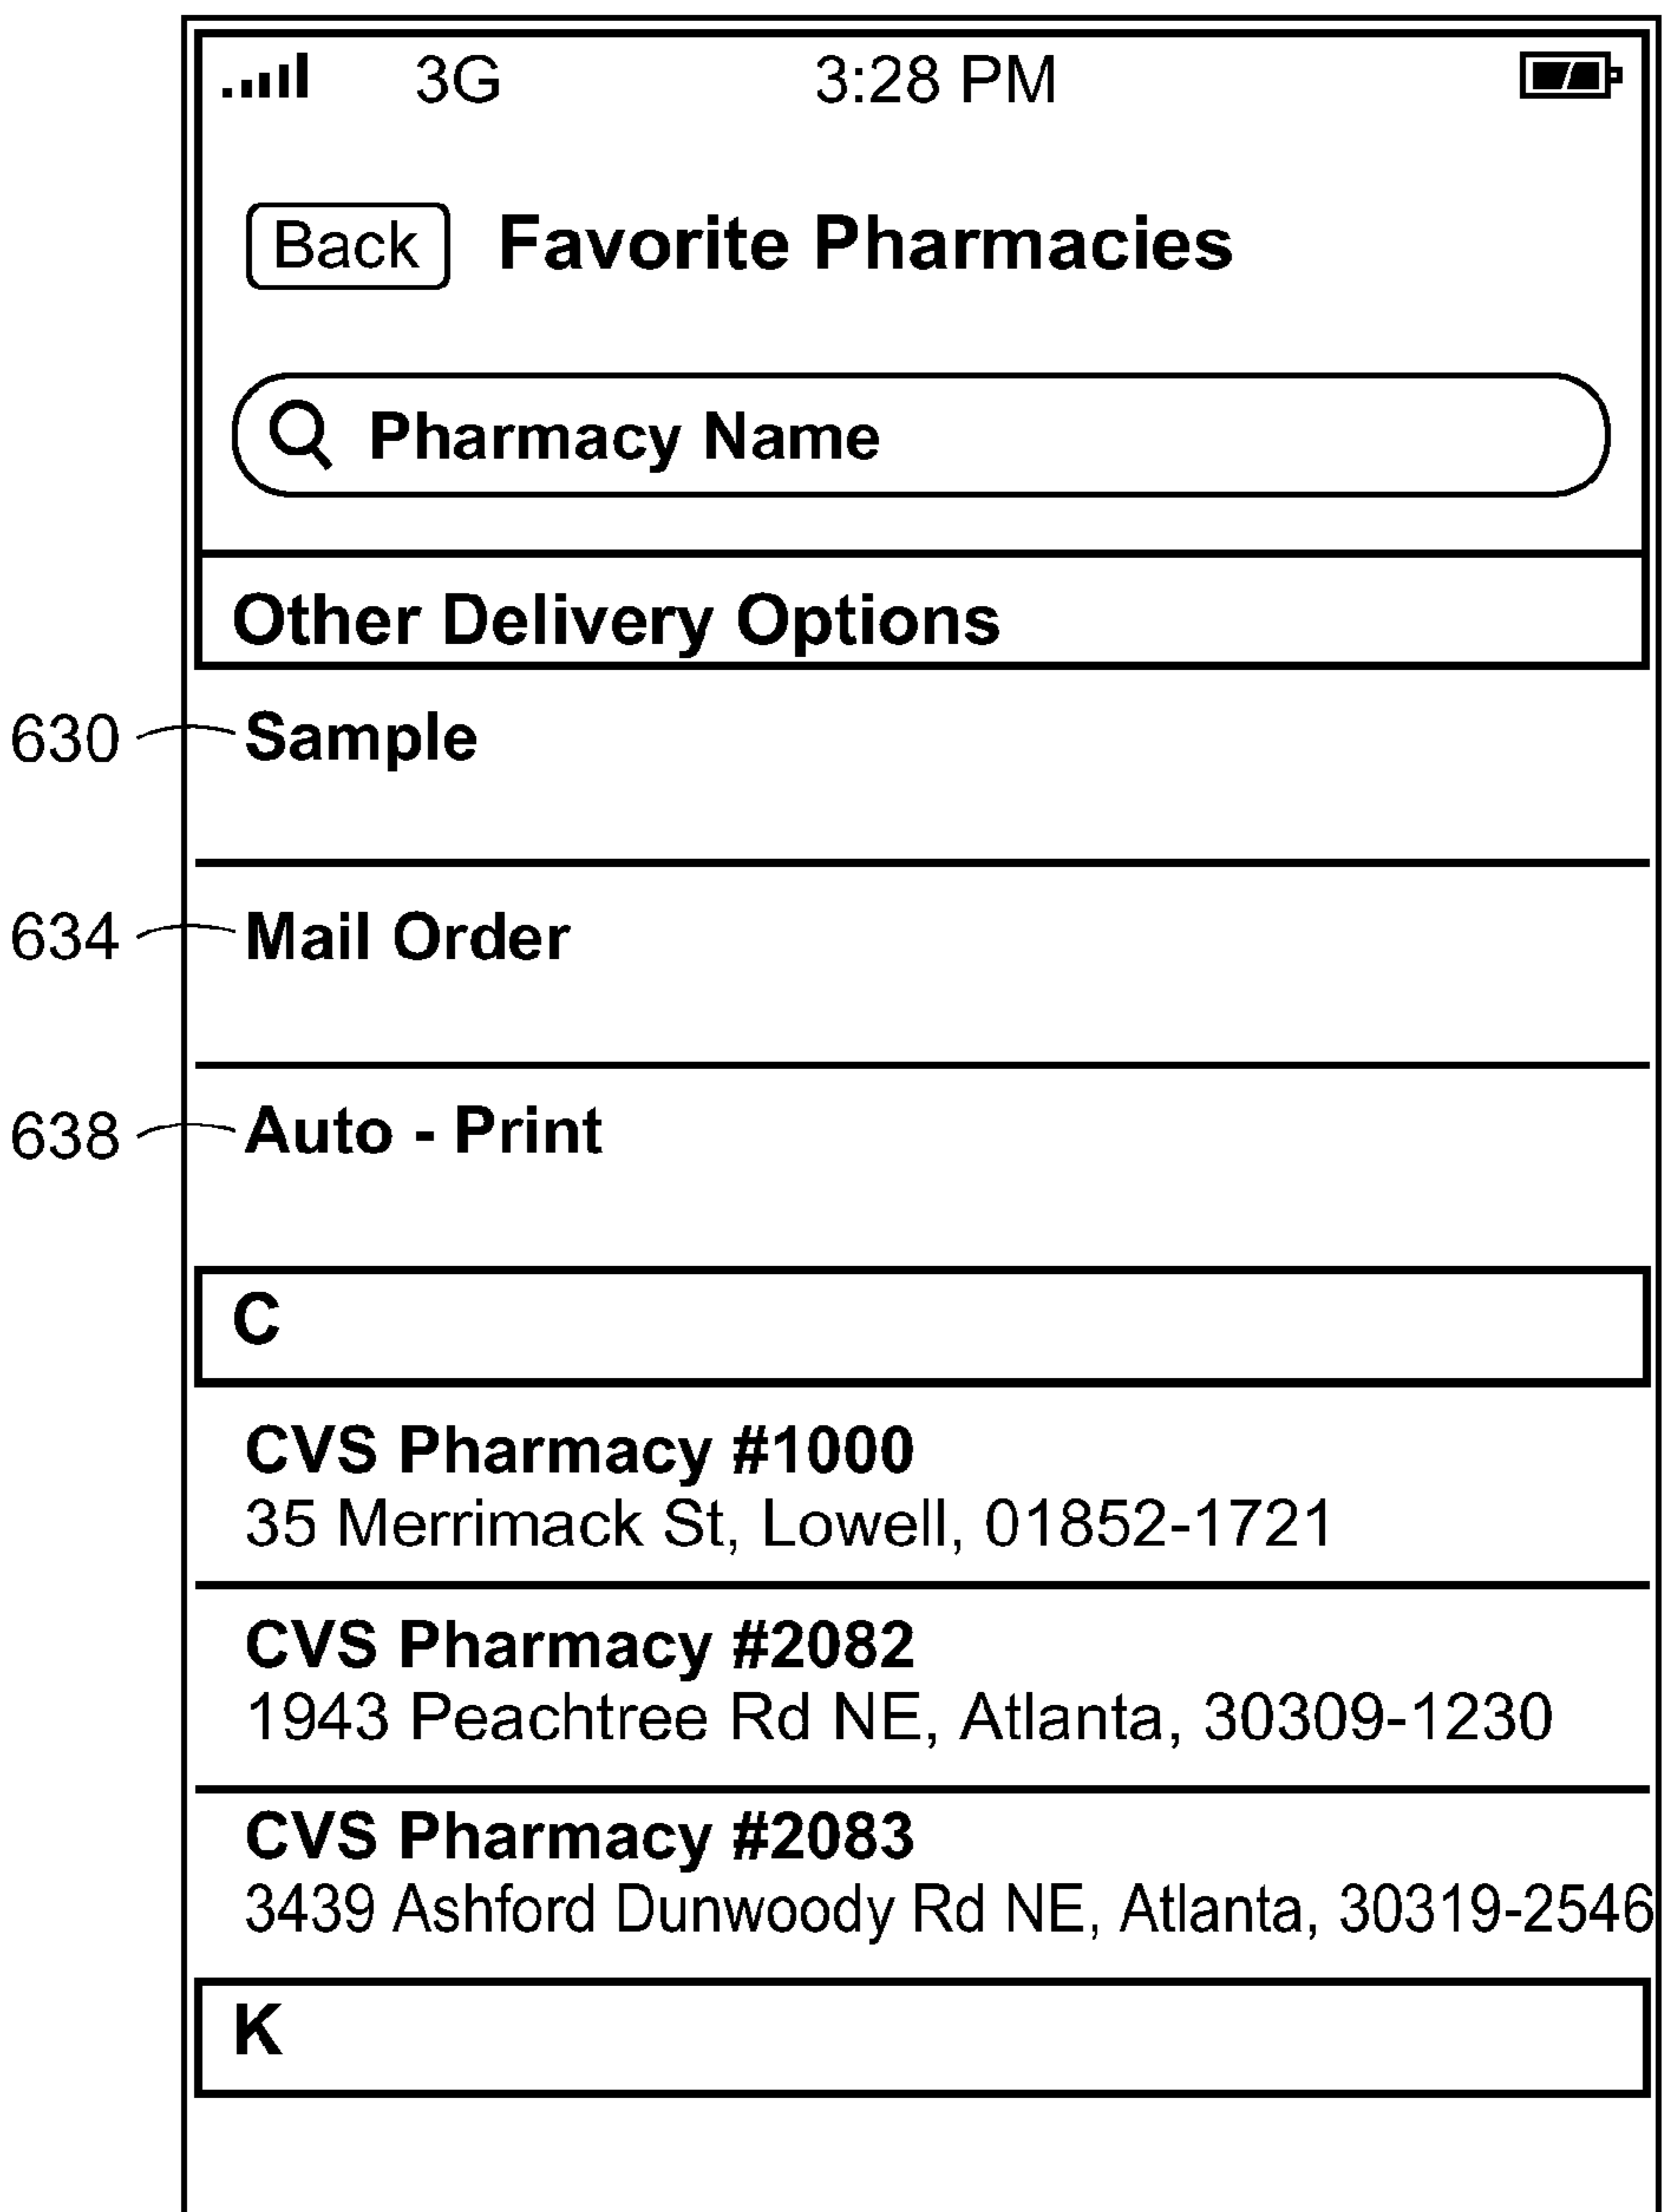 3G 3:28 PM
Back Favorite Pharmacies
Pharmacy Name
Other Delivery Options
630 Sample
634 Mail Order
638 Auto - Print
C
CVS Pharmacy #1000
35 Merrimack St, Lowell, 01852-1721
CVS Pharmacy #2082
1943 Peachtree Rd NE, Atlanta, 30309-1230
CVS Pharmacy #2083
3439 Ashford Dunwoody Rd NE, Atlanta, 30319-2546
K